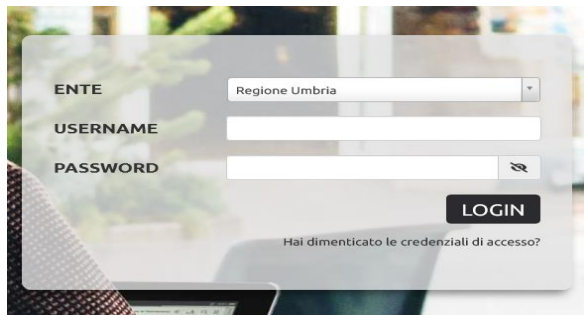 ENTE
Regione Umbria
USERNAME
PASSWORD
LOGIN
Hai dimenticato le credenziali di accesso?